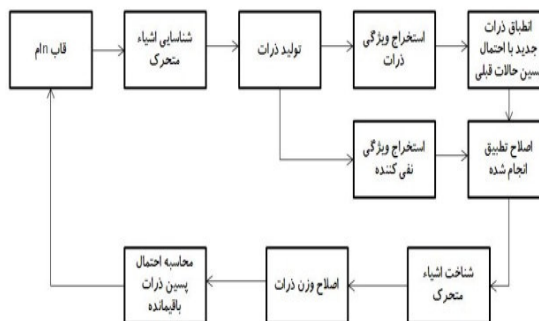 قاب nام
شناسایی اشیاء
متحرک
تولید ذرات
استخراج ویژگی
ذرات
انطباق ذرات
جدید با احتمال
پسین حالات قبلی
استخراج ویژگی
نفی کننده
اصلاح تطبیق
انجام شده
شناخت اشیاء
متحرک
اصلاح وزن ذرات
محاسبه احتمال
پسین ذرات
باقیمانده